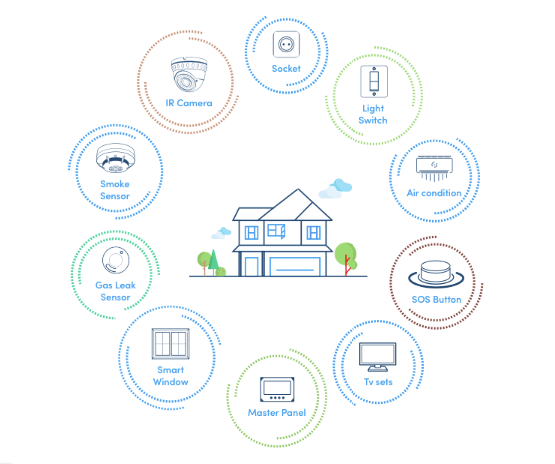 Socket
IR Camera
Light
Switch
Smoke
Sensor
Air condition
Gas Leak
Sensor
SOS Button
Smart
Window
Tv sets
Master Panel